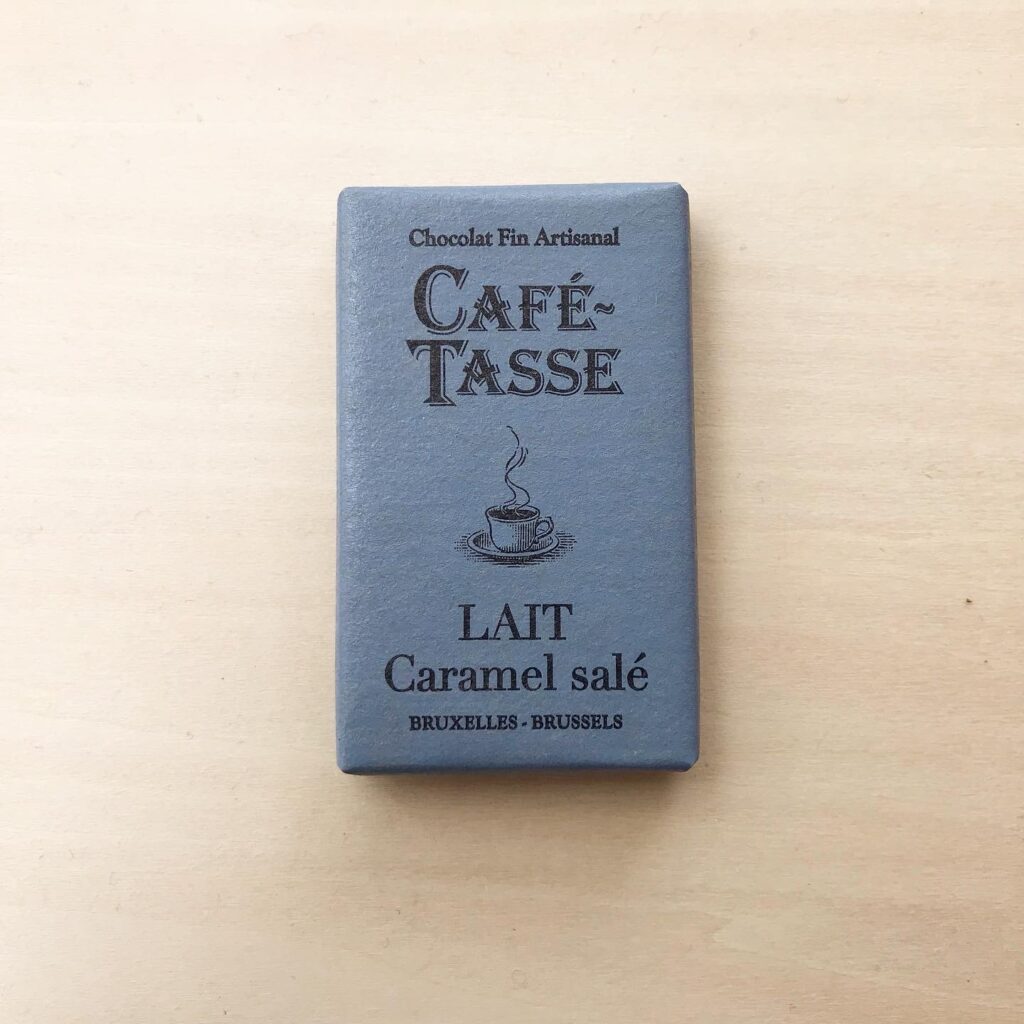 Chocolat Fin Artisanal
CAFÉ-
TASSE
LAIT
Caramel salé
BRUXELLES - BRUSSELS